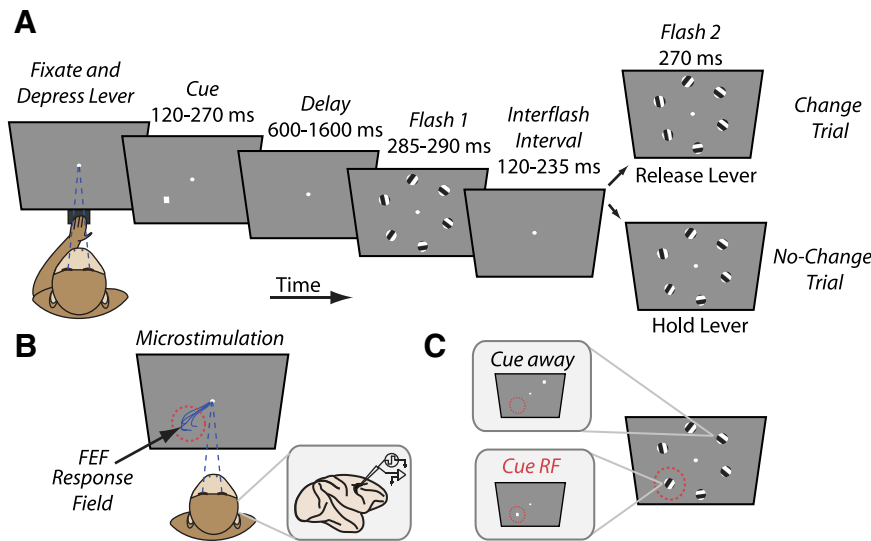 A
Fixate and
Depress Lever
Cue
120-270 ms
Delay
600-1600 ms
Flash 1
285-290 ms
Interflash
Interval
120-235 ms
Flash 2
270 ms
Change
Trial
Release Lever
No-Change
Trial
Hold Lever
Time
B
Microstimulation
FEF
Response
Field
C
Cue away
Cue RF